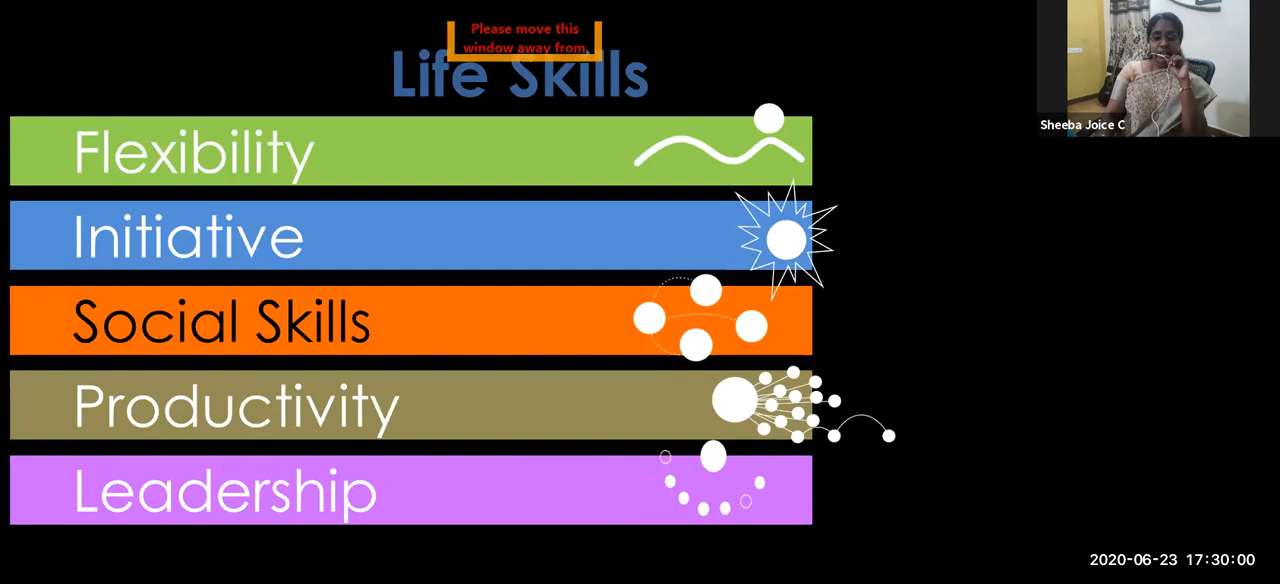 Please move this
window away from
Life Skills
Sheeba Joice C
Flexibility
Initiative
Social Skills
Productivity
Leadership
2020-06-23 17:30:00